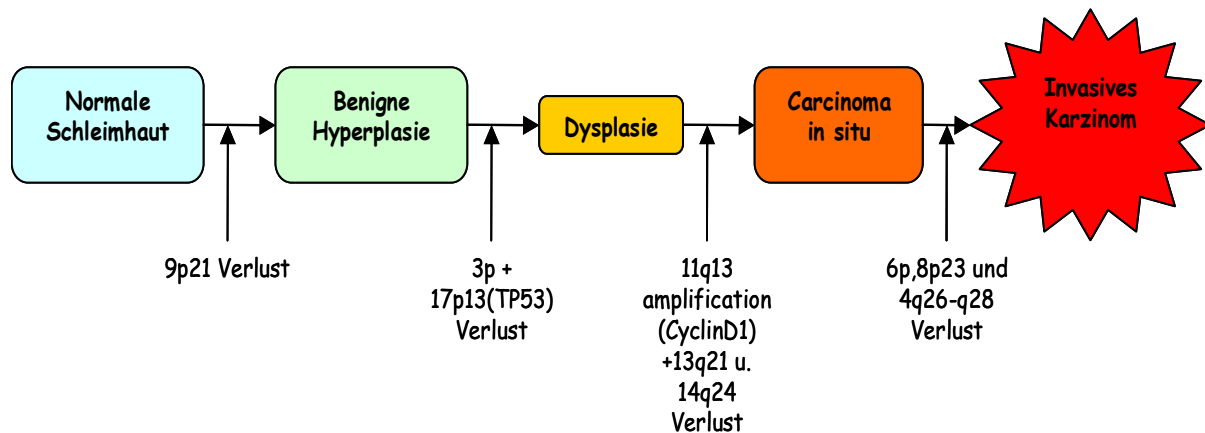 Normale
Schleimhaut
Benigne
Hyperplasie
Dysplasie
Carcinoma
in situ
Invasives
Karzinom
9p21 Verlust
3p +
17p13(TP53)
Verlust
11q13
amplification
(CyclinD1)
+13q21 u.
14q24
Verlust
6p,8p23 und
4q26-q28
Verlust